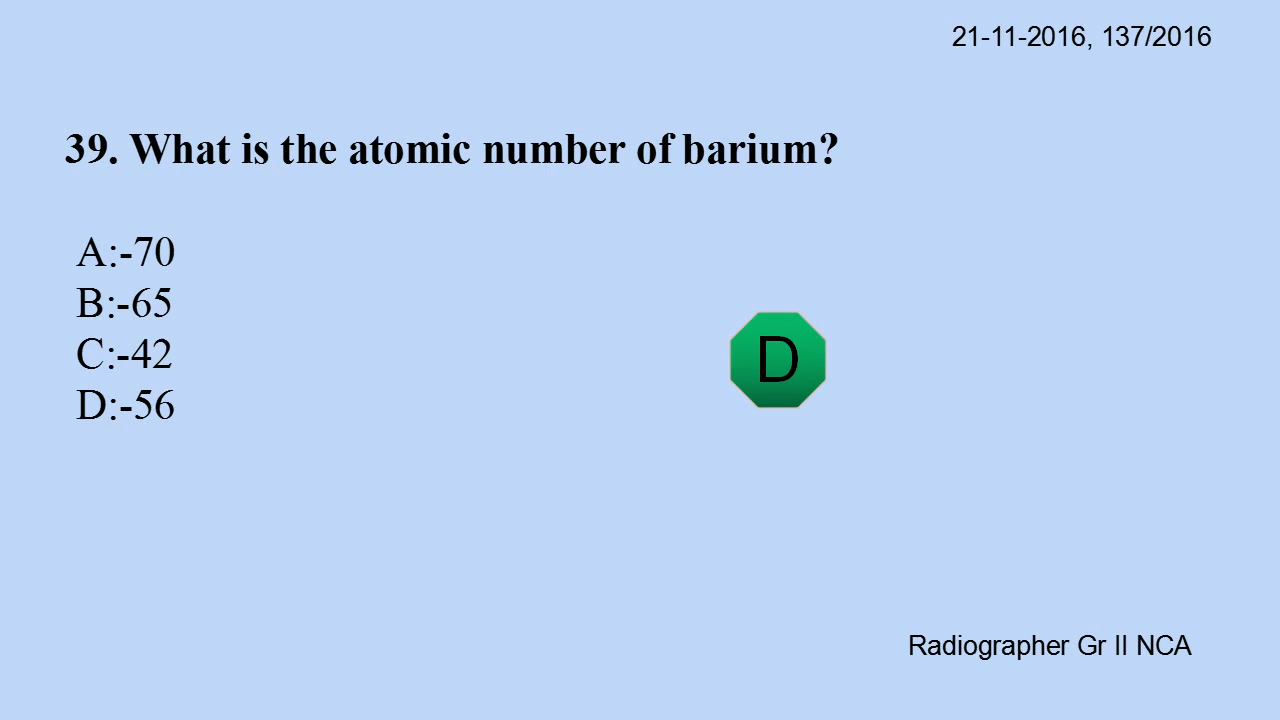 21-11-2016, 137/2016
39. What is the atomic number of barium?
A:-70
B:-65
C:-42
D:-56
D
Radiographer Gr II NCA